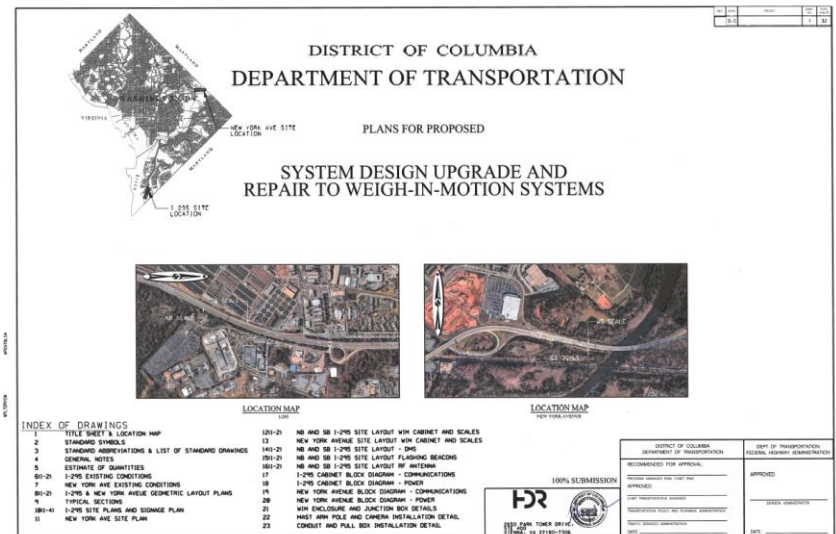 MARYLAND
MARYLAND
WASHINGTON
VIRGINIA
MARYLAND
NEW YORK AVE SITE
LOCATION
I 295 SITE
LOCATION
D.C.
1
32
DISTRICT OF COLUMBIA
DEPARTMENT OF TRANSPORTATION
PLANS FOR PROPOSED
SYSTEM DESIGN UPGRADE AND
REPAIR TO WEIGH-IN-MOTION SYSTEMS
NB SCALE
SB SCALE
LOCATION MAP
I-295
LOCATION MAP
NEW YORK AVENUE
INDEX OF DRAWINGS
1 TITLE SHEET & LOCATION MAP
2 STANDARD SYMBOLS
3 STANDARD ABBREVIATIONS & LIST OF STANDARD DRAWINGS
4 GENERAL NOTES
5 ESTIMATE OF QUANTITIES
6(1-2) I-295 EXISTING CONDITIONS
7 NEW YORK AVE EXISTING CONDITIONS
8(1-2) I-295 & NEW YORK AVEUE GEOMETRIC LAYOUT PLANS
9 TYPICAL SECTIONS
10(1-4) I-295 SITE PLANS AND SIGNAGE PLAN
11 NEW YORK AVE SITE PLAN
12(1-2) NB AND SB I-295 SITE LAYOUT WIM CABINET AND SCALES
13 NEW YORK AVENUE SITE LAYOUT WIM CABINET AND SCALES
14(1-2) NB AND SB I-295 SITE LAYOUT - DMS
15(1-2) NB AND SB I-295 SITE LAYOUT FLASHING BEACONS
16(1-2) NB AND SB I-295 SITE LAYOUT RF ANTENNA
17 I-295 CABINET BLOCK DIAGRAM - COMMUNICATIONS
18 I-295 CABINET BLOCK DIAGRAM - POWER
19 NEW YORK AVENUE BLOCK DIAGRAM - COMMUNICATIONS
20 NEW YORK AVENUE BLOCK DIAGRAM - POWER
21 WIM ENCLOSURE AND JUNCTION BOX DETAILS
22 MAST ARM POLE AND CAMERA INSTALLATION DETAIL
23 CONDUIT AND PULL BOX INSTALLATION DETAIL
100% SUBMISSION
HDR
2650 PARK TOWER DRIVE,
STE 400
VIENNA, VA 22180-7306
DISTRICT OF COLUMBIA
DEPARTMENT OF TRANSPORTATION
RECOMMENDED FOR APPROVAL:
APPROVED:
CHIEF TRANSPORTATION ENGINEER
TRANSPORTATION POLICY AND PLANNING ADMINISTRATION
TRAFFIC SERVICES ADMINISTRATION
DATE
DEPT. OF TRANSPORTATION
FEDERAL HIGHWAY ADMINISTRATION
APPROVED:
DIVISION ADMINISTRATOR
DATE